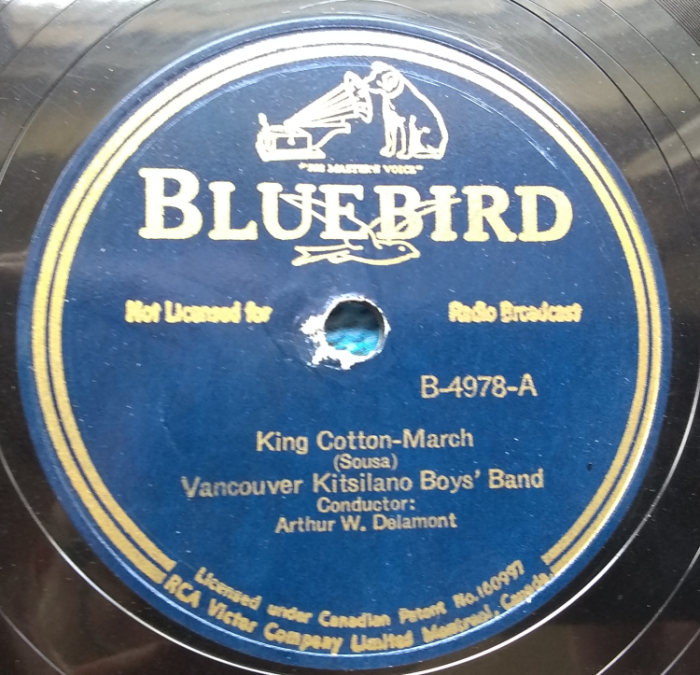 "HIS MASTER'S VOICE"
BLUEBIRD
Not Licensed for Radio Broadcast
B-4978-A
King Cotton-March
(Sousa)
Vancouver Kitsilano Boys' Band
Conductor:
Arthur W. Delamont
Licensed under Canadian Patent No. 160997
RCA Victor Company Limited Montreal, Canada